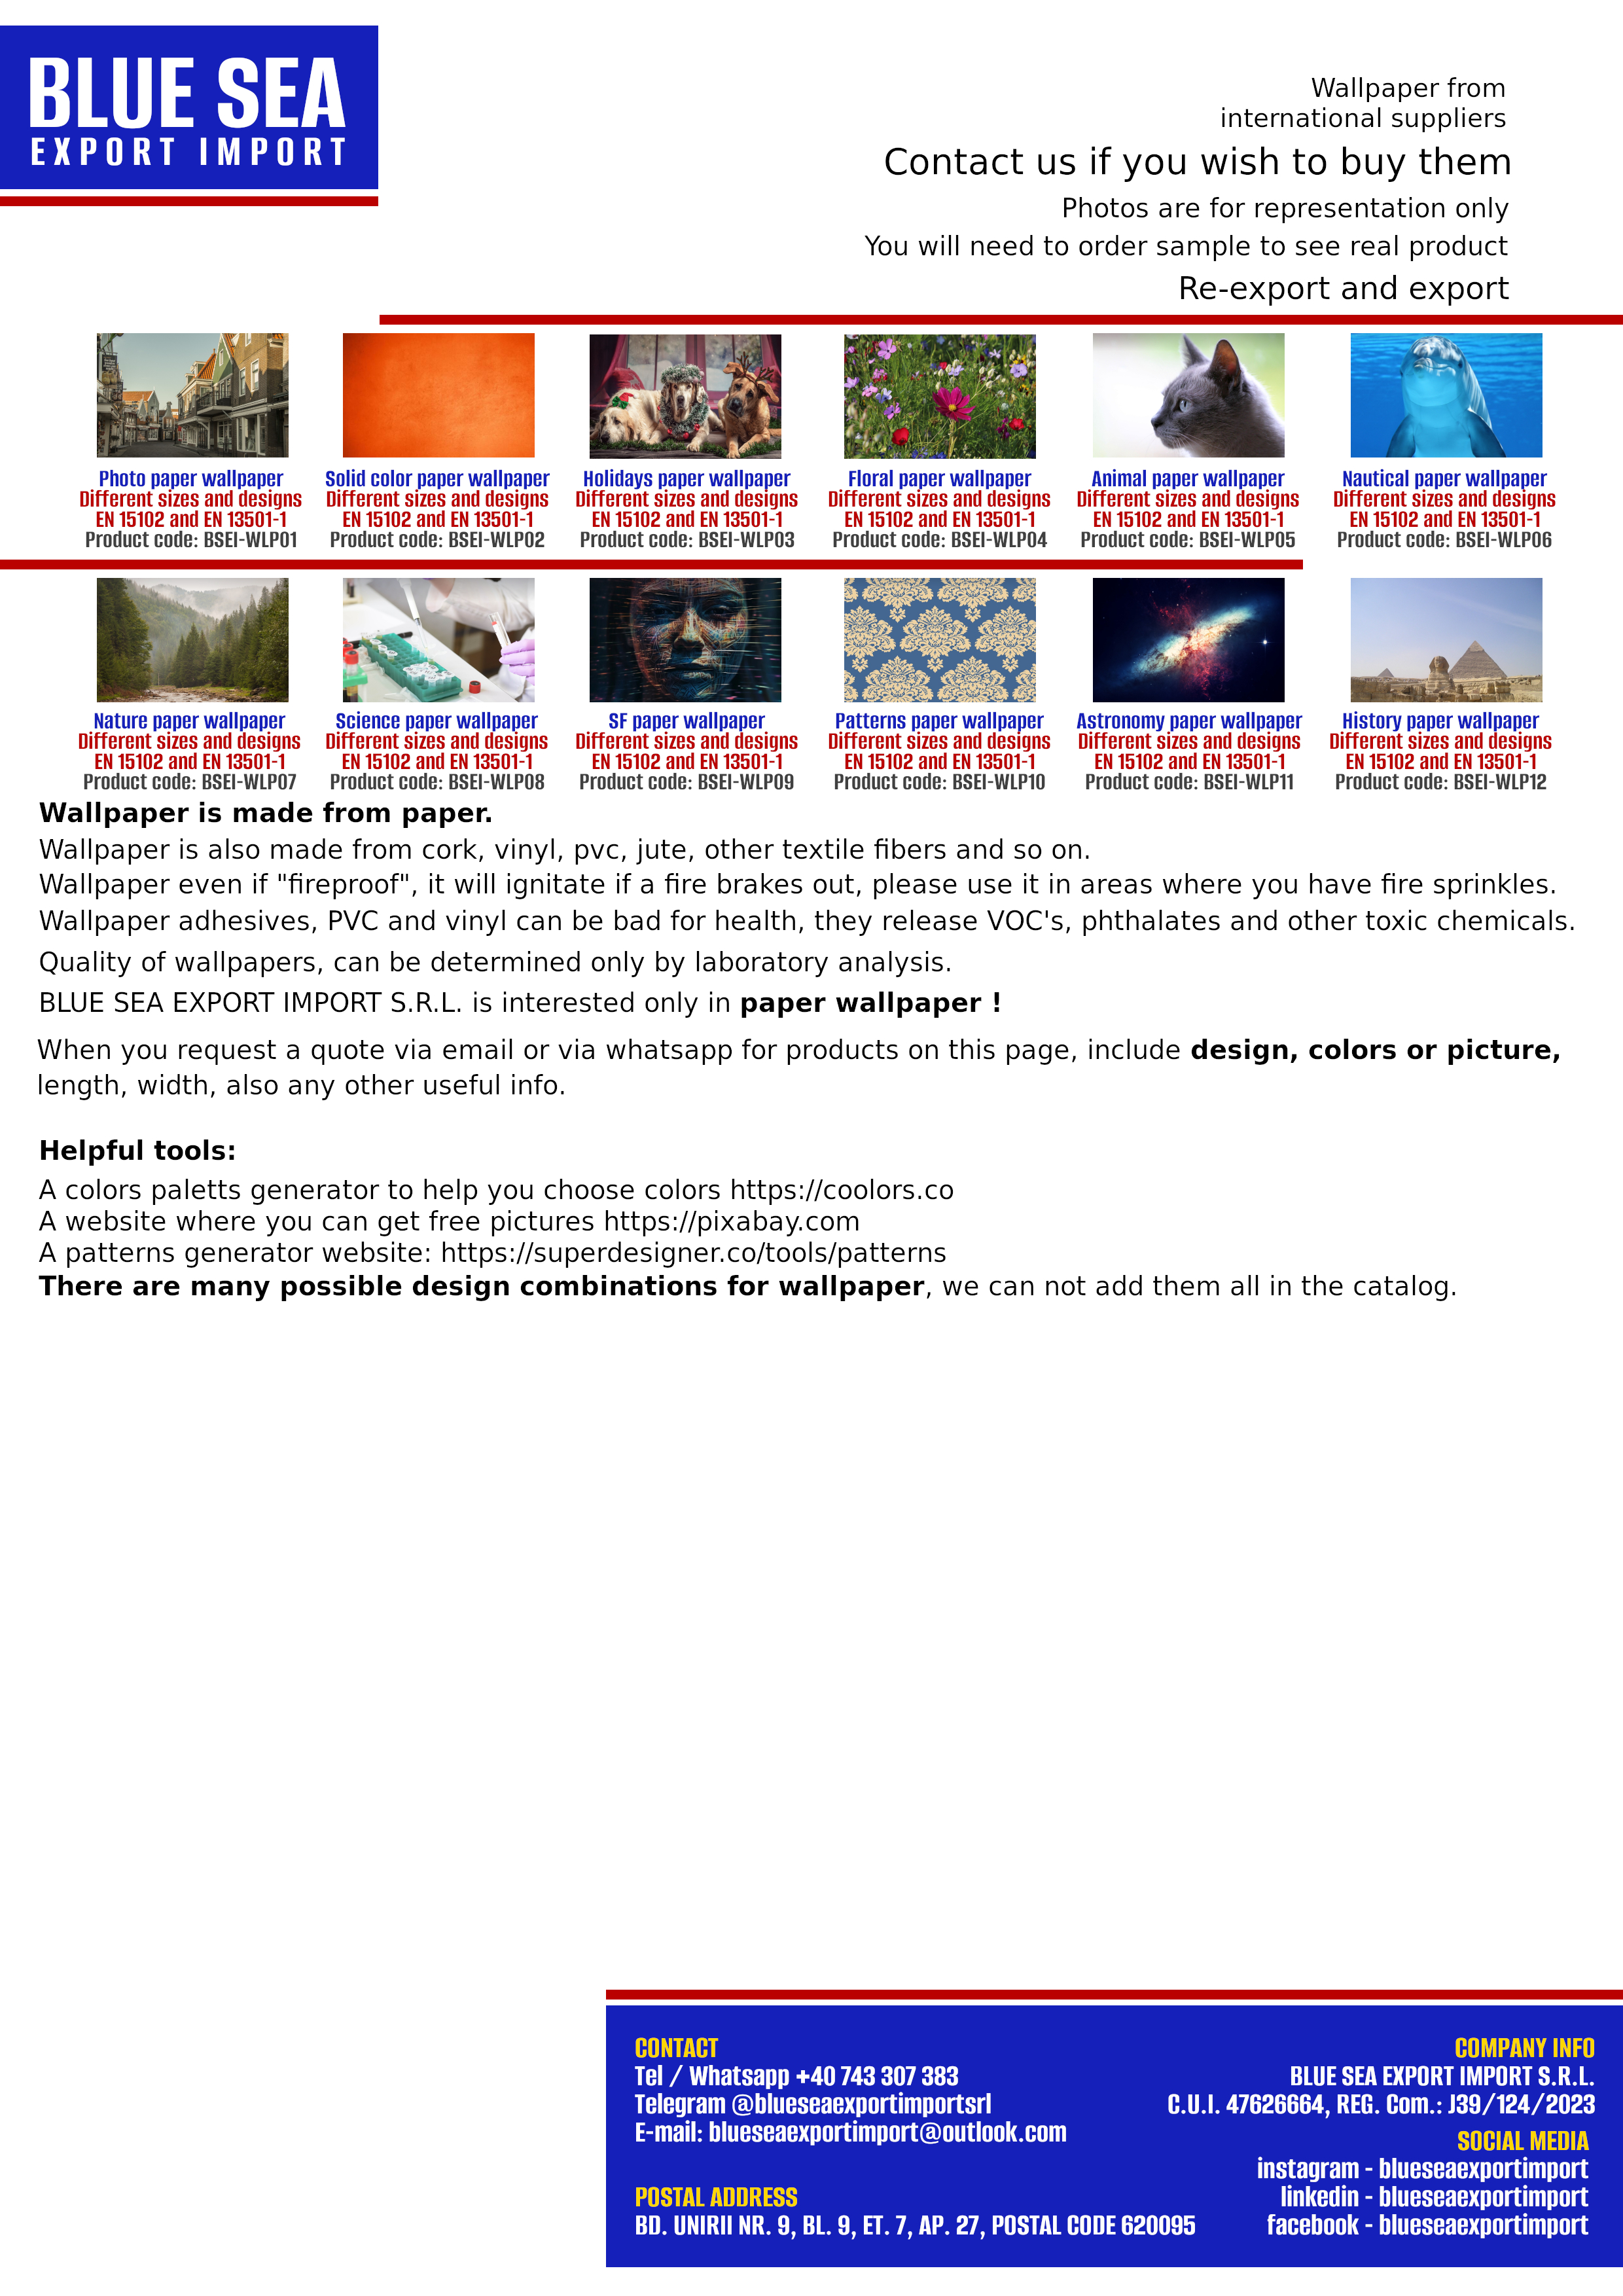 BLUE SEA
EXPORT IMPORT
Wallpaper from
international suppliers
Contact us if you wish to buy them
Photos are for representation only
You will need to order sample to see real product
Re-export and export
Photo paper wallpaper
Different sizes and designs
EN 15102 and EN 13501-1
Product code: BSEI-WLP01
Solid color paper wallpaper
Different sizes and designs
EN 15102 and EN 13501-1
Product code: BSEI-WLP02
Holidays paper wallpaper
Different sizes and designs
EN 15102 and EN 13501-1
Product code: BSEI-WLP03
Floral paper wallpaper
Different sizes and designs
EN 15102 and EN 13501-1
Product code: BSEI-WLP04
Animal paper wallpaper
Different sizes and designs
EN 15102 and EN 13501-1
Product code: BSEI-WLP05
Nautical paper wallpaper
Different sizes and designs
EN 15102 and EN 13501-1
Product code: BSEI-WLP06
Nature paper wallpaper
Different sizes and designs
EN 15102 and EN 13501-1
Product code: BSEI-WLP07
Science paper wallpaper
Different sizes and designs
EN 15102 and EN 13501-1
Product code: BSEI-WLP08
SF paper wallpaper
Different sizes and designs
EN 15102 and EN 13501-1
Product code: BSEI-WLP09
Patterns paper wallpaper
Different sizes and designs
EN 15102 and EN 13501-1
Product code: BSEI-WLP10
Astronomy paper wallpaper
Different sizes and designs
EN 15102 and EN 13501-1
Product code: BSEI-WLP11
History paper wallpaper
Different sizes and designs
EN 15102 and EN 13501-1
Product code: BSEI-WLP12
Wallpaper is made from paper.
Wallpaper is also made from cork, vinyl, pvc, jute, other textile fibers and so on.
Wallpaper even if "fireproof", it will ignitate if a fire brakes out, please use it in areas where you have fire sprinkles.
Wallpaper adhesives, PVC and vinyl can be bad for health, they release VOC's, phthalates and other toxic chemicals.
Quality of wallpapers, can be determined only by laboratory analysis.
BLUE SEA EXPORT IMPORT S.R.L. is interested only in paper wallpaper !
When you request a quote via email or via whatsapp for products on this page, include design, colors or picture,
length, width, also any other useful info.
Helpful tools:
A colors paletts generator to help you choose colors https://coolors.co
A website where you can get free pictures https://pixabay.com
A patterns generator website: https://superdesigner.co/tools/patterns
There are many possible design combinations for wallpaper, we can not add them all in the catalog.
CONTACT
Tel / Whatsapp +40 743 307 383
Telegram @blueseaexportimportsrl
E-mail: blueseaexportimport@outlook.com
POSTAL ADDRESS
BD. UNIRII NR. 9, BL. 9, ET. 7, AP. 27, POSTAL CODE 620095
COMPANY INFO
BLUE SEA EXPORT IMPORT S.R.L.
C.U.I. 47626664, REG. Com.: J39/124/2023
SOCIAL MEDIA
instagram - blueseaexportimport
linkedin - blueseaexportimport
facebook - blueseaexportimport